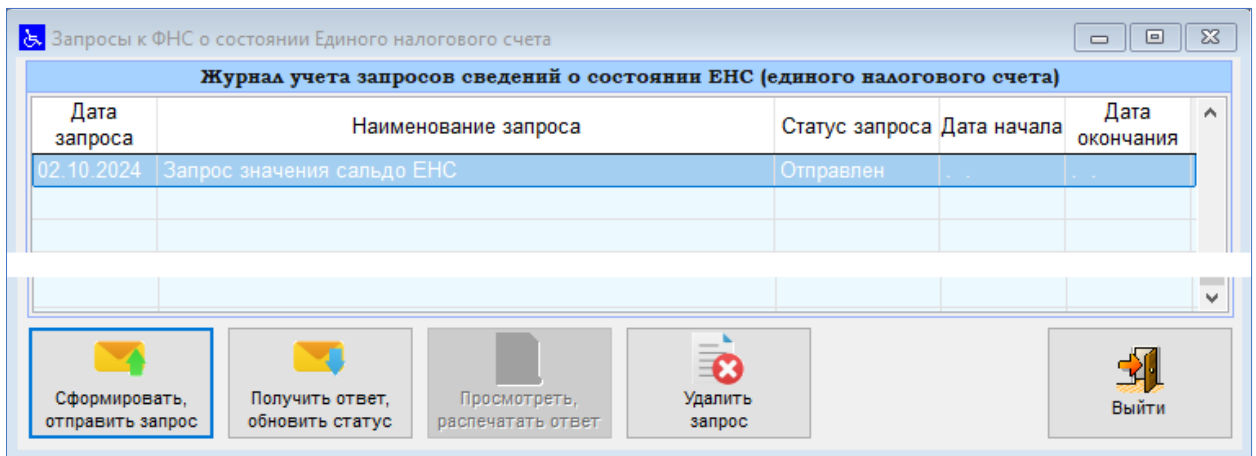 Запросы к ФНС о состоянии Единого налогового счета
Журнал учета запросов сведений о состоянии ЕНС (единого налогового счета)
Дата запроса Наименование запроса Статус запроса Дата начала Дата окончания
02.10.2024 Запрос значения сальдо ЕНС Отправлен . . . .
Сформировать, отправить запрос
Получить ответ, обновить статус
Просмотреть, распечатать ответ
Удалить запрос
Выйти